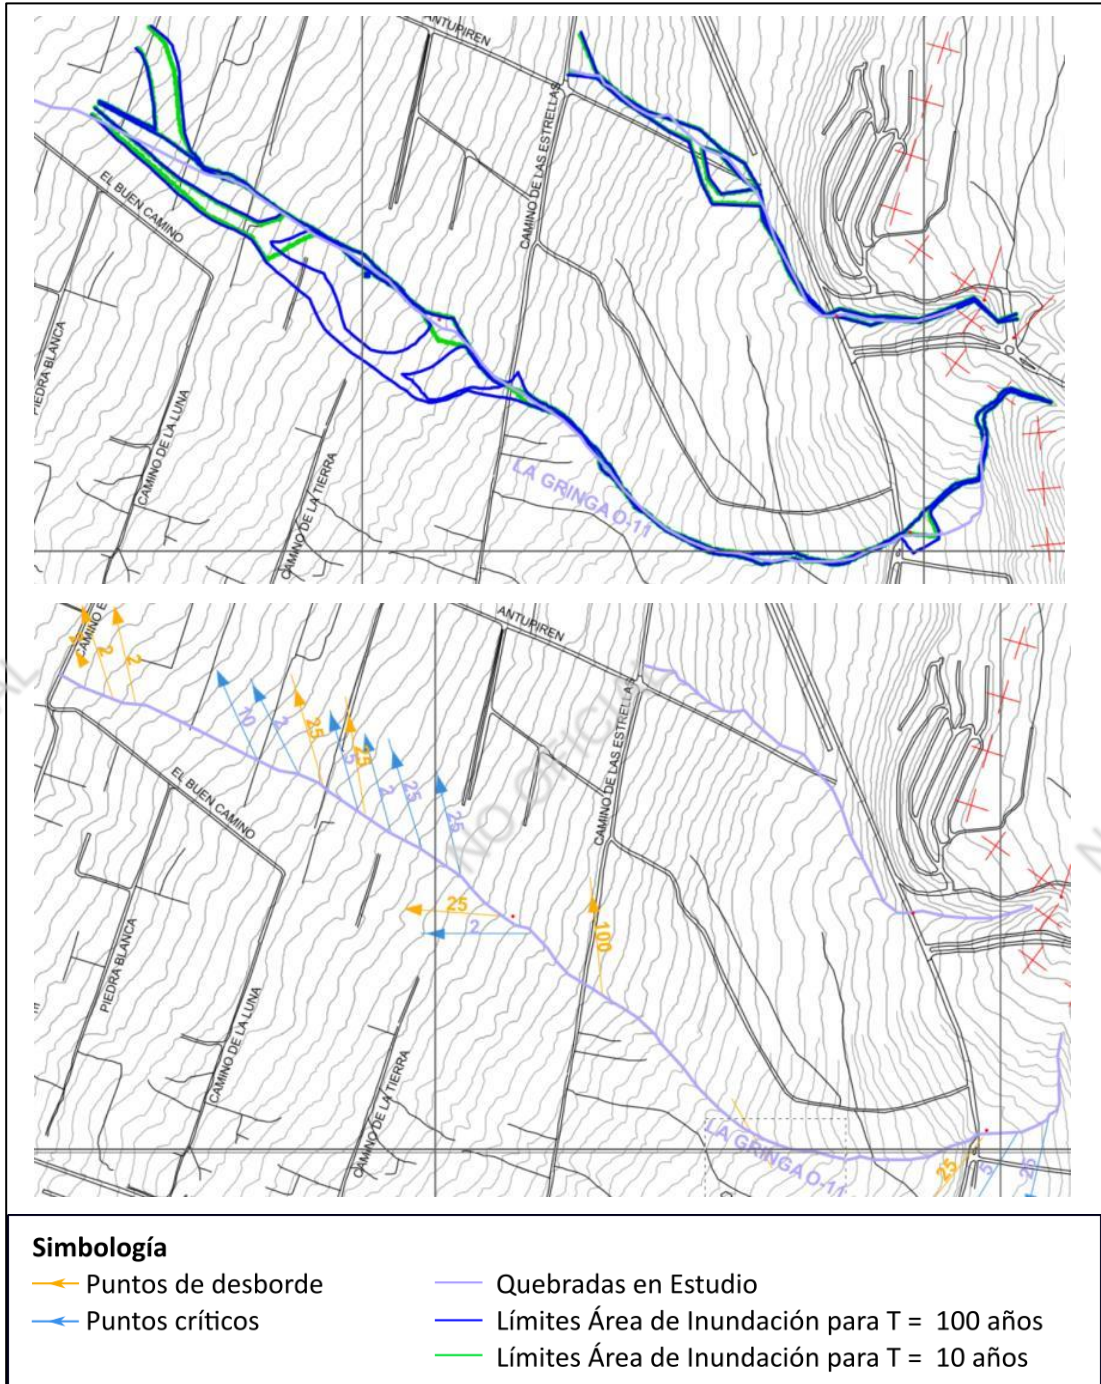 ANTUPIREN
CAMINO DE LAS ESTRELLAS
EL BUEN CAMINO
PIEDRA BLANCA
CAMINO DE LA LUNA
CAMINO DE LA TIERRA
LA GRINGA O-11
CAMINO E
ANTUPIREN
2
2
10
2
25
5
25
2
25
25
NO OFICIAL
CAMINO DE LAS ESTRELLAS
EL BUEN CAMINO
25
2
100
PIEDRA BLANCA
CAMINO DE LA LUNA
CAMINO DE LA TIERRA
LA GRINGA O-11
25
5
25
Simbología
Puntos de desborde
Puntos críticos
Quebradas en Estudio
Límites Área de Inundación para T = 100 años
Límites Área de Inundación para T = 10 años